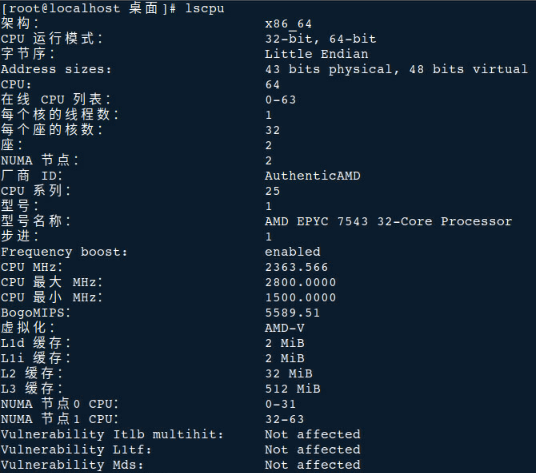 [root@localhost 桌面]# lscpu
架构： x86_64
CPU 运行模式： 32-bit, 64-bit
字节序： Little Endian
Address sizes: 43 bits physical, 48 bits virtual
CPU: 64
在线 CPU 列表： 0-63
每个核的线程数： 1
每个座的核数： 32
座： 2
NUMA 节点： 2
厂商 ID： AuthenticAMD
CPU 系列： 25
型号： 1
型号名称： AMD EPYC 7543 32-Core Processor
步进： 1
Frequency boost: enabled
CPU MHz： 2363.566
CPU 最大 MHz： 2800.0000
CPU 最小 MHz： 1500.0000
BogoMIPS： 5589.51
虚拟化： AMD-V
L1d 缓存： 2 MiB
L1i 缓存： 2 MiB
L2 缓存： 32 MiB
L3 缓存： 512 MiB
NUMA 节点0 CPU： 0-31
NUMA 节点1 CPU： 32-63
Vulnerability Itlb multihit: Not affected
Vulnerability L1tf: Not affected
Vulnerability Mds: Not affected